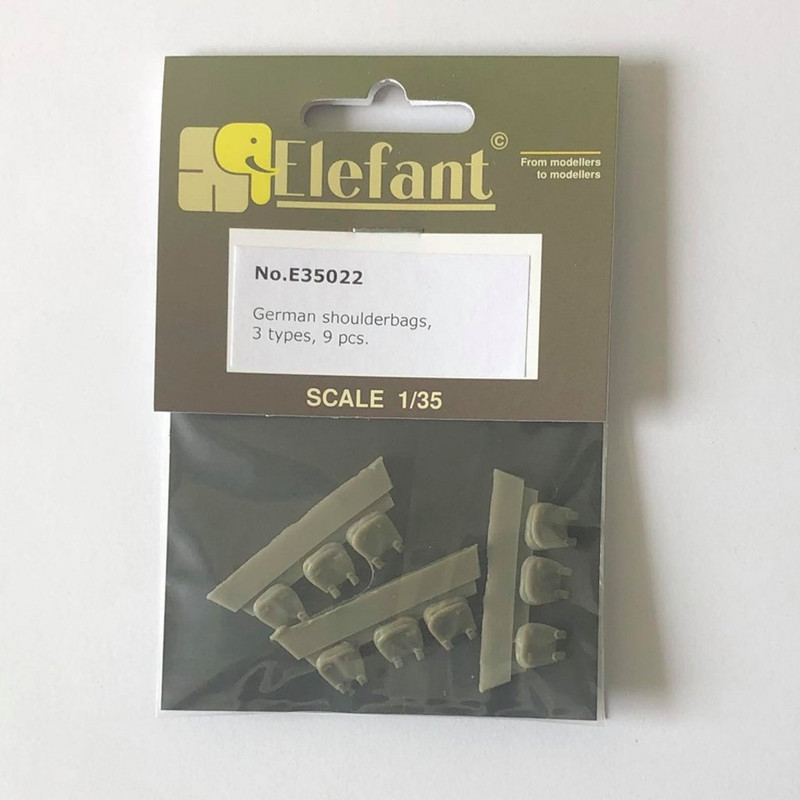 Elefant ©
From modellers
to modellers
No.E35022
German shoulderbags,
3 types, 9 pcs.
SCALE 1/35